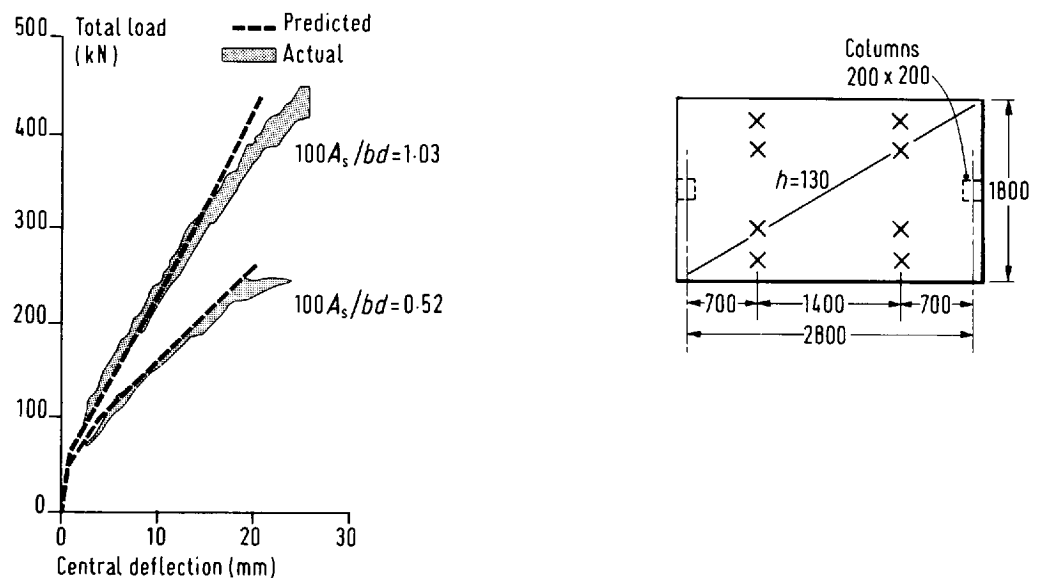 500
Total load
(kN)
Predicted
Actual
400
300
200
100
0
100A_s/bd=1·03
100A_s/bd=0·52
0 10 20 30
Central deflection (mm)
Columns
200 x 200
h=130
1800
700 1400 700
2800